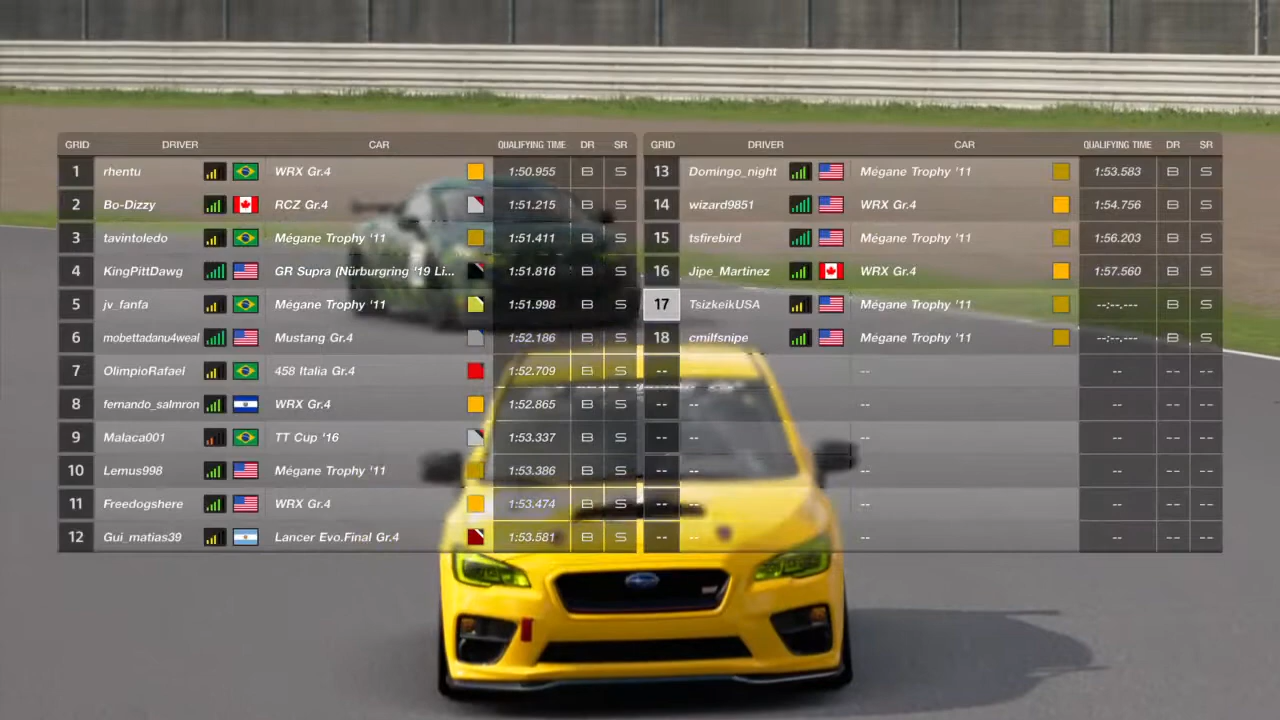 GRID DRIVER CAR QUALIFYING TIME DR SR
1 rhentu WRX Gr.4 1:50.955 B S
2 Bo-Dizzy RCZ Gr.4 1:51.215 B S
3 tavintoledo Mégane Trophy '11 1:51.411 B S
4 KingPittDawg GR Supra (Nürburgring '19 Li... 1:51.816 B S
5 jv_fanfa Mégane Trophy '11 1:51.998 B S
6 mobettadanu4weal Mustang Gr.4 1:52.186 B S
7 OlimpioRafael 458 Italia Gr.4 1:52.709 B S
8 fernando_salmron WRX Gr.4 1:52.865 B S
9 Malaca001 TT Cup '16 1:53.337 B S
10 Lemus998 Mégane Trophy '11 1:53.386 B S
11 Freedogshere WRX Gr.4 1:53.474 B S
12 Gui_matias39 Lancer Evo.Final Gr.4 1:53.581 B S
GRID DRIVER CAR QUALIFYING TIME DR SR
13 Domingo_night Mégane Trophy '11 1:53.583 B S
14 wizard9851 WRX Gr.4 1:54.756 B S
15 tsfirebird Mégane Trophy '11 1:56.203 B S
16 Jipe_Martinez WRX Gr.4 1:57.560 B S
17 TsizkeikUSA Mégane Trophy '11 --:--.--- B S
18 cmilfsnipe Mégane Trophy '11 --:--.--- B S
-- -- -- -- -- --
-- -- -- -- -- --
-- -- -- -- -- --
-- -- -- -- -- --
-- -- -- -- -- --
-- -- -- -- -- --